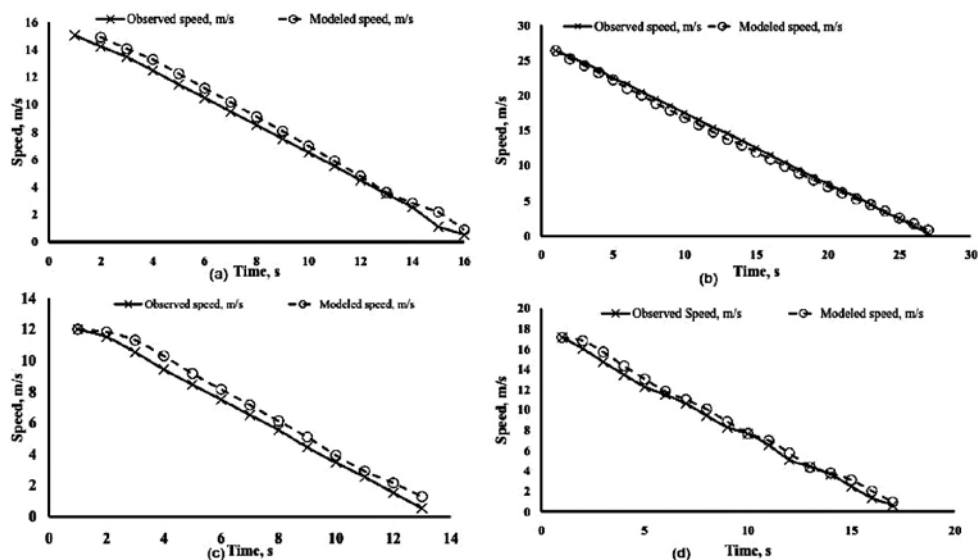 Observed speed, m/s Modeled speed, m/s
Speed, m/s
16
14
12
10
8
6
4
2
0
0 2 4 6 8 10 12 14 16
(a) Time, s
Observed speed, m/s Modeled speed, m/s
Speed, m/s
30
25
20
15
10
5
0
0 5 10 15 20 25 30
(b) Time, s
Observed speed, m/s Modeled speed, m/s
Speed, m/s
14
12
10
8
6
4
2
0
0 2 4 6 8 10 12 14
(c) Time, s
Observed Speed, m/s Modeled speed, m/s
Speed, m/s
20
18
16
14
12
10
8
6
4
2
0
0 5 10 15 20
(d) Time, s